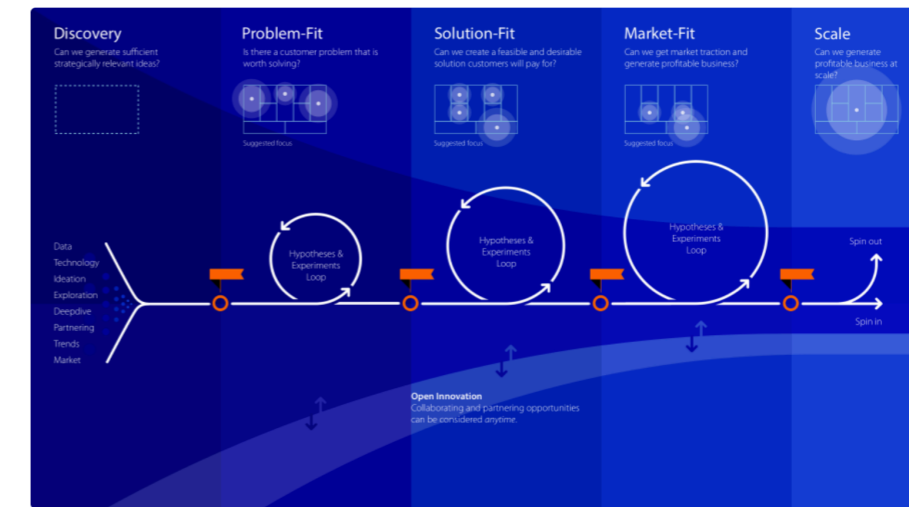 Discovery
Can we generate sufficient
strategically relevant ideas?
Problem-Fit
Is there a customer problem that is
worth solving?
Suggested focus
Solution-Fit
Can we create a feasible and desirable
solution customers will pay for?
Suggested focus
Market-Fit
Can we get market traction and
generate profitable business?
Suggested focus
Scale
Can we generate
profitable business at
scale?
Data
Technology
Ideation
Exploration
Deepdive
Partnering
Trends
Market
Hypotheses &
Experiments
Loop
Hypotheses &
Experiments
Loop
Hypotheses &
Experiments
Loop
Spin out
Spin in
Open Innovation
Collaborating and partnering opportunities
can be considered anytime.